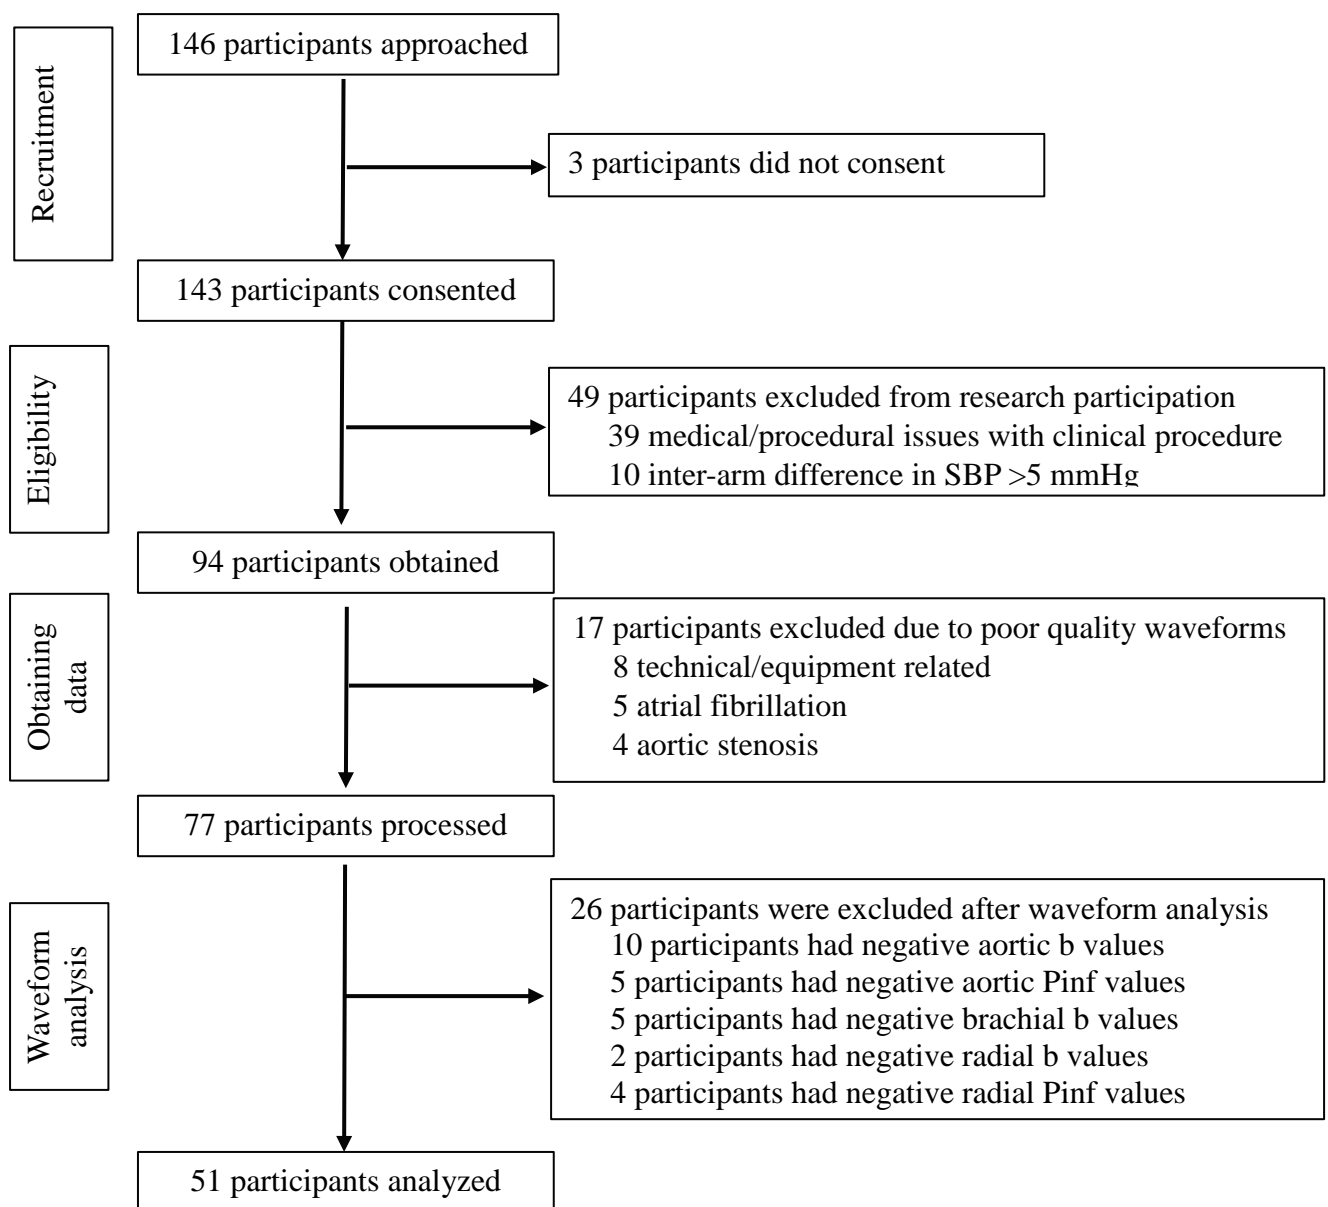 146 participants approached
Recruitment
3 participants did not consent
143 participants consented
Eligibility
49 participants excluded from research participation
39 medical/procedural issues with clinical procedure
10 inter-arm difference in SBP >5 mmHg
94 participants obtained
Obtaining
data
17 participants excluded due to poor quality waveforms
8 technical/equipment related
5 atrial fibrillation
4 aortic stenosis
77 participants processed
Waveform
analysis
26 participants were excluded after waveform analysis
10 participants had negative aortic b values
5 participants had negative aortic Pinf values
5 participants had negative brachial b values
2 participants had negative radial b values
4 participants had negative radial Pinf values
51 participants analyzed